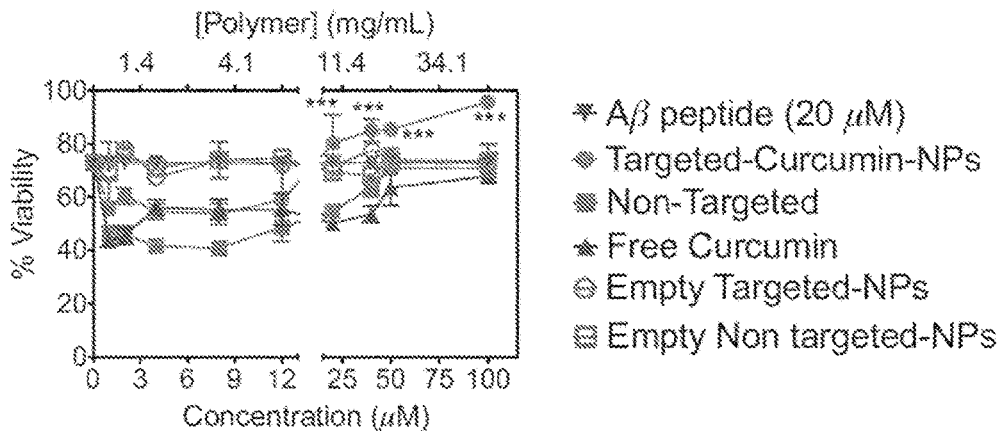 [Polymer] (mg/mL)
1.4 4.1 11.4 34.1
100
80
60
40
20
0
% Viability
*** *** *** ***
0 3 6 9 12 25 50 75 100
Concentration (μM)
Aβ peptide (20 μM)
Targeted-Curcumin-NPs
Non-Targeted
Free Curcumin
Empty Targeted-NPs
Empty Non targeted-NPs